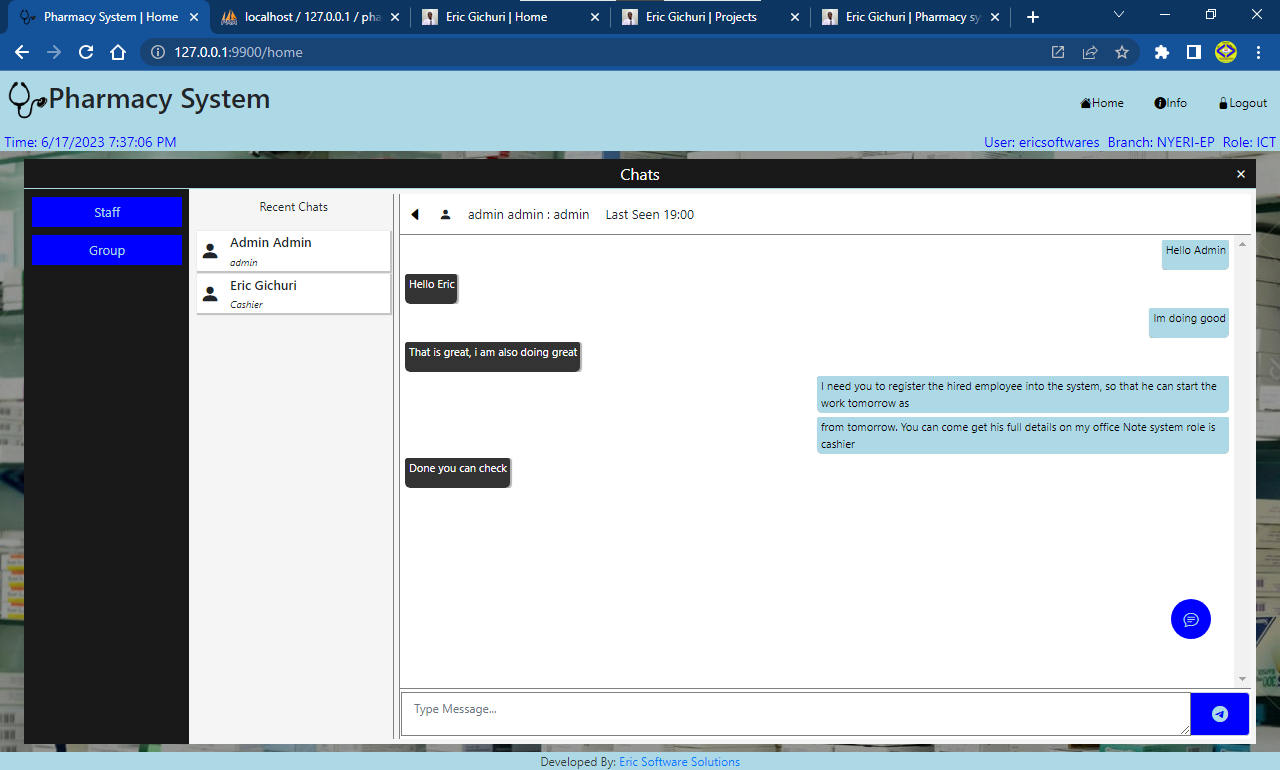 Pharmacy System | Home
localhost / 127.0.0.1 / pha
Eric Gichuri | Home
Eric Gichuri | Projects
Eric Gichuri | Pharmacy sy
127.0.0.1:9900/home
Pharmacy System
Home
Info
Logout
Time: 6/17/2023 7:37:06 PM
User: ericsoftwares Branch: NYERI-EP Role: ICT
Chats
Staff
Group
Recent Chats
Admin Admin
admin
Eric Gichuri
Cashier
admin admin : admin Last Seen 19:00
Hello Admin
Hello Eric
Im doing good
That is great, i am also doing great
I need you to register the hired employee into the system, so that he can start the
work tomorrow as
from tomorrow. You can come get his full details on my office Note system role is
cashier
Done you can check
Type Message...
Developed By: Eric Software Solutions